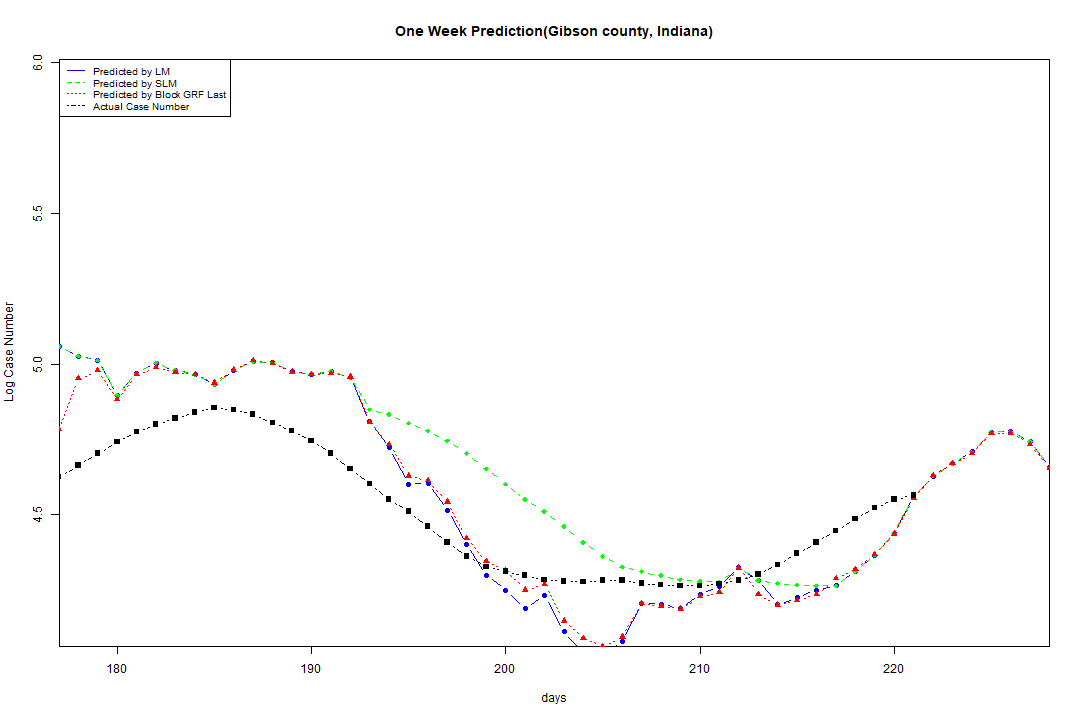 One Week Prediction(Gibson county, Indiana)
Predicted by LM
Predicted by SLM
Predicted by Block GRF Last
Actual Case Number
6.0
5.5
5.0
4.5
Log Case Number
180 190 200 210 220
days